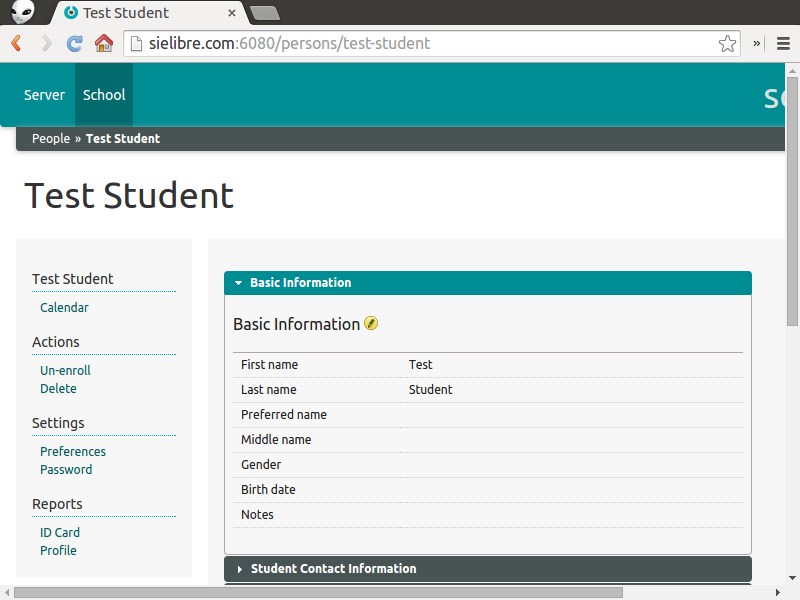 Test Student
sielibre.com:6080/persons/test-student
Server School
People » Test Student
Test Student
Test Student
Calendar
Actions
Un-enroll
Delete
Settings
Preferences
Password
Reports
ID Card
Profile
Basic Information
Basic Information
First name Test
Last name Student
Preferred name
Middle name
Gender
Birth date
Notes
Student Contact Information